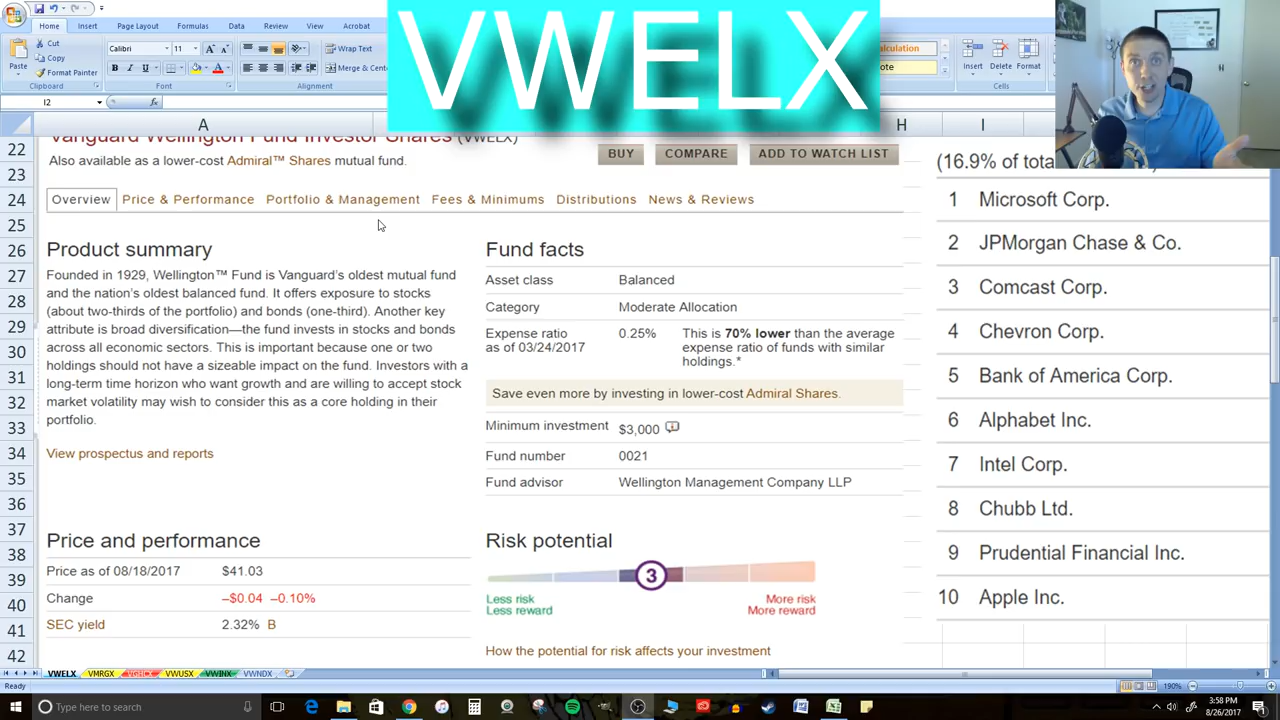 VWELX
Home Insert Page Layout Formulas Data Review View Acrobat
Cut
Copy
Format Painter
Paste
Clipboard
Calibri 11
Font
Wrap Text
Merge & Cente
Alignment
alculation
ote
Insert Delete Format
Cells
I2
fx
A H I
22 23 24 25 26 27 28 29 30 31 32 33 34 35 36 37 38 39 40 41 42
Vanguard Wellington Fund Investor Shares (VWELX)
Also available as a lower-cost Admiral™ Shares mutual fund.
BUY COMPARE ADD TO WATCH LIST
Overview Price & Performance Portfolio & Management Fees & Minimums Distributions News & Reviews
Product summary
Founded in 1929, Wellington™ Fund is Vanguard's oldest mutual fund
and the nation's oldest balanced fund. It offers exposure to stocks
(about two-thirds of the portfolio) and bonds (one-third). Another key
attribute is broad diversification—the fund invests in stocks and bonds
across all economic sectors. This is important because one or two
holdings should not have a sizeable impact on the fund. Investors with a
long-term time horizon who want growth and are willing to accept stock
market volatility may wish to consider this as a core holding in their
portfolio.
View prospectus and reports
Fund facts
Asset class Balanced
Category Moderate Allocation
Expense ratio 0.25% This is 70% lower than the average
as of 03/24/2017 expense ratio of funds with similar
holdings.*
Save even more by investing in lower-cost Admiral Shares.
Minimum investment $3,000
Fund number 0021
Fund advisor Wellington Management Company LLP
Price and performance
Price as of 08/18/2017 $41.03
Change –$0.04 –0.10%
SEC yield 2.32% B
Risk potential
3
Less risk More risk
Less reward More reward
How the potential for risk affects your investment
(16.9% of tota
1 Microsoft Corp.
2 JPMorgan Chase & Co.
3 Comcast Corp.
4 Chevron Corp.
5 Bank of America Corp.
6 Alphabet Inc.
7 Intel Corp.
8 Chubb Ltd.
9 Prudential Financial Inc.
10 Apple Inc.
VWELX VMRGX VGHCX VWUSX VWINX VWNDX
Ready
190%
Type here to search
3:58 PM
8/26/2017